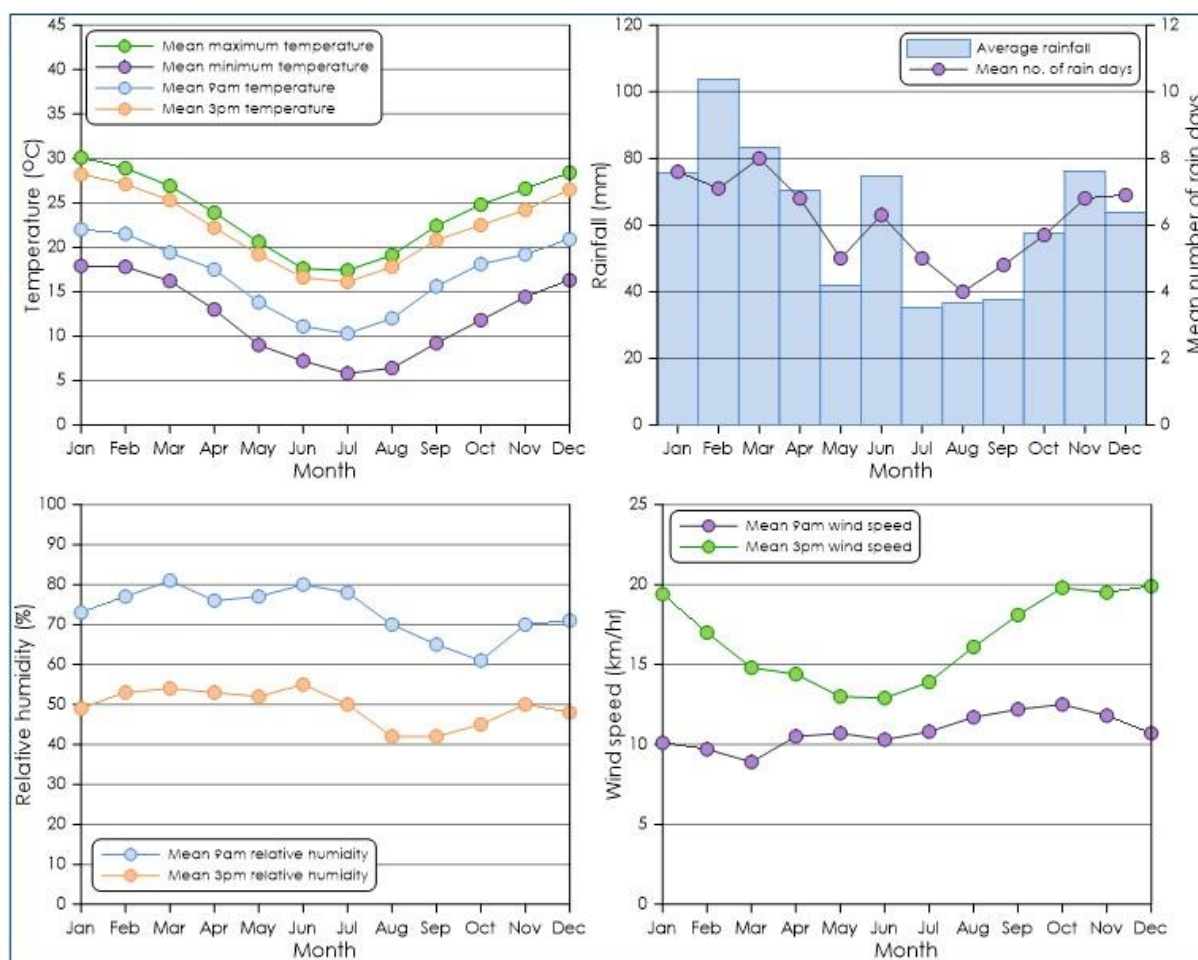 45
40
35
30
25
20
15
10
5
0
Temperature (°C)
Mean maximum temperature
Mean minimum temperature
Mean 9am temperature
Mean 3pm temperature
Jan Feb Mar Apr May Jun Jul Aug Sep Oct Nov Dec
Month
120
100
80
60
40
20
0
Rainfall (mm)
Average rainfall
Mean no. of rain days
12
10
8
6
4
2
0
Mean number of rain days
Jan Feb Mar Apr May Jun Jul Aug Sep Oct Nov Dec
Month
100
90
80
70
60
50
40
30
20
10
0
Relative humidity (%)
Mean 9am relative humidity
Mean 3pm relative humidity
Jan Feb Mar Apr May Jun Jul Aug Sep Oct Nov Dec
Month
25
20
15
10
5
0
Wind speed (km/hr)
Mean 9am wind speed
Mean 3pm wind speed
Jan Feb Mar Apr May Jun Jul Aug Sep Oct Nov Dec
Month